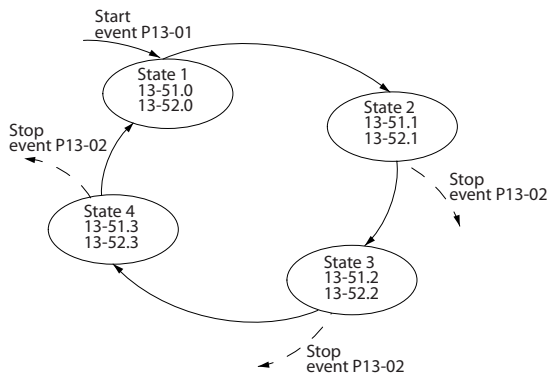 Start
event P13-01
State 1
13-51.0
13-52.0
State 2
13-51.1
13-52.1
Stop
event P13-02
Stop
event P13-02
State 4
13-51.3
13-52.3
State 3
13-51.2
13-52.2
Stop
event P13-02